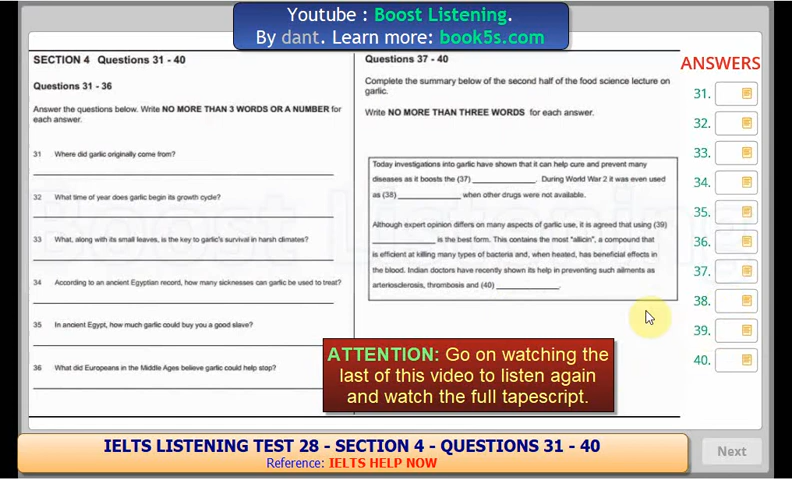 Youtube : Boost Listening.
By dant. Learn more: book5s.com
SECTION 4 Questions 31 - 40
Questions 31 - 36
Answer the questions below. Write NO MORE THAN 3 WORDS OR A NUMBER for
each answer.
31 Where did garlic originally come from?
32 What time of year does garlic begin its growth cycle?
33 What, along with its small leaves, is the key to garlic's survival in harsh climates?
34 According to an ancient Egyptian record, how many sicknesses can garlic be used to treat?
35 In ancient Egypt, how much garlic could buy you a good slave?
36 What did Europeans in the Middle Ages believe garlic could help stop?
Questions 37 - 40
Complete the summary below of the second half of the food science lecture on
garlic.
Write NO MORE THAN THREE WORDS for each answer.
Today investigations into garlic have shown that it can help cure and prevent many
diseases as it boosts the (37) ______________. During World War 2 it was even used
as (38) ______________ when other drugs were not available.
Although expert opinion differs on many aspects of garlic use, it is agreed that using (39)
______________ is the best form. This contains the most "allicin", a compound that
is efficient at killing many types of bacteria and, when heated, has beneficial effects in
the blood. Indian doctors have recently shown its help in preventing such ailments as
arteriosclerosis, thrombosis and (40) ______________.
ANSWERS
31.
32.
33.
34.
35.
36.
37.
38.
39.
40.
Boost Listening
ATTENTION: Go on watching the
last of this video to listen again
and watch the full tapescript.
IELTS LISTENING TEST 28 - SECTION 4 - QUESTIONS 31 - 40
Reference: IELTS HELP NOW
Next